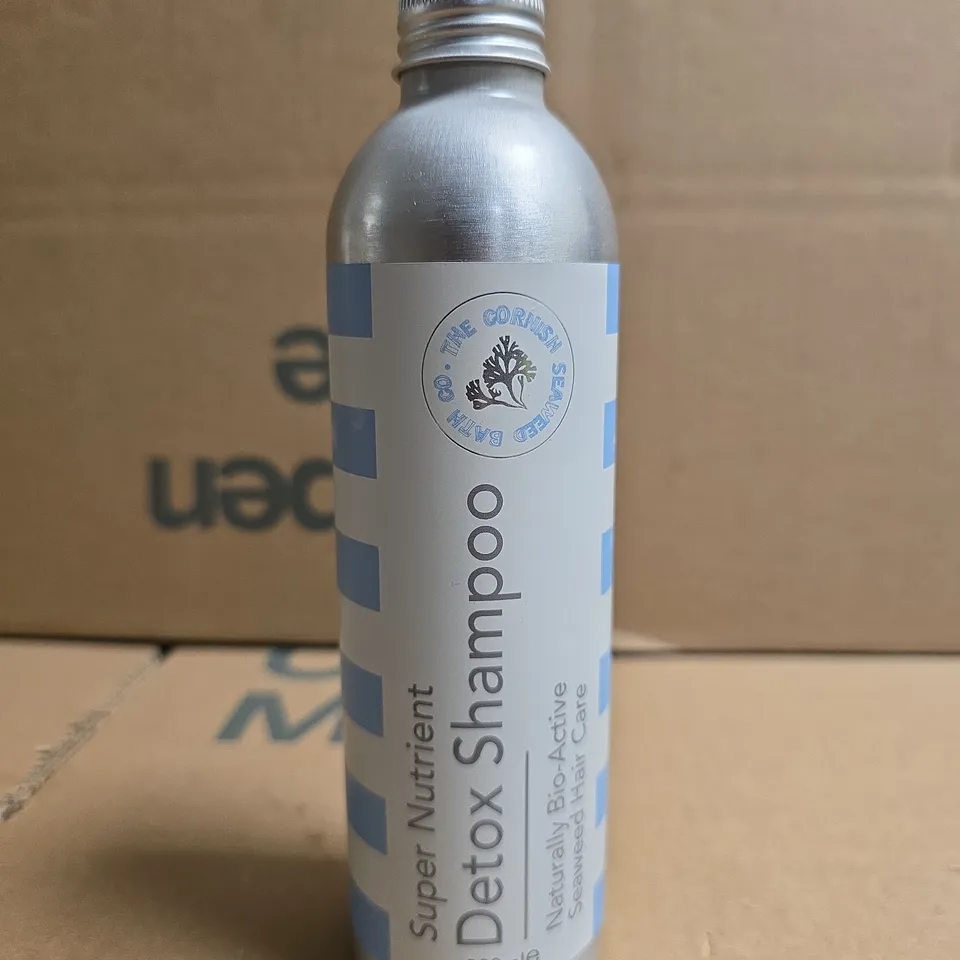 THE CORNISH SEAWEED BATH CO.
Super Nutrient
Detox Shampoo
Naturally Bio-Active
Seaweed Hair Care